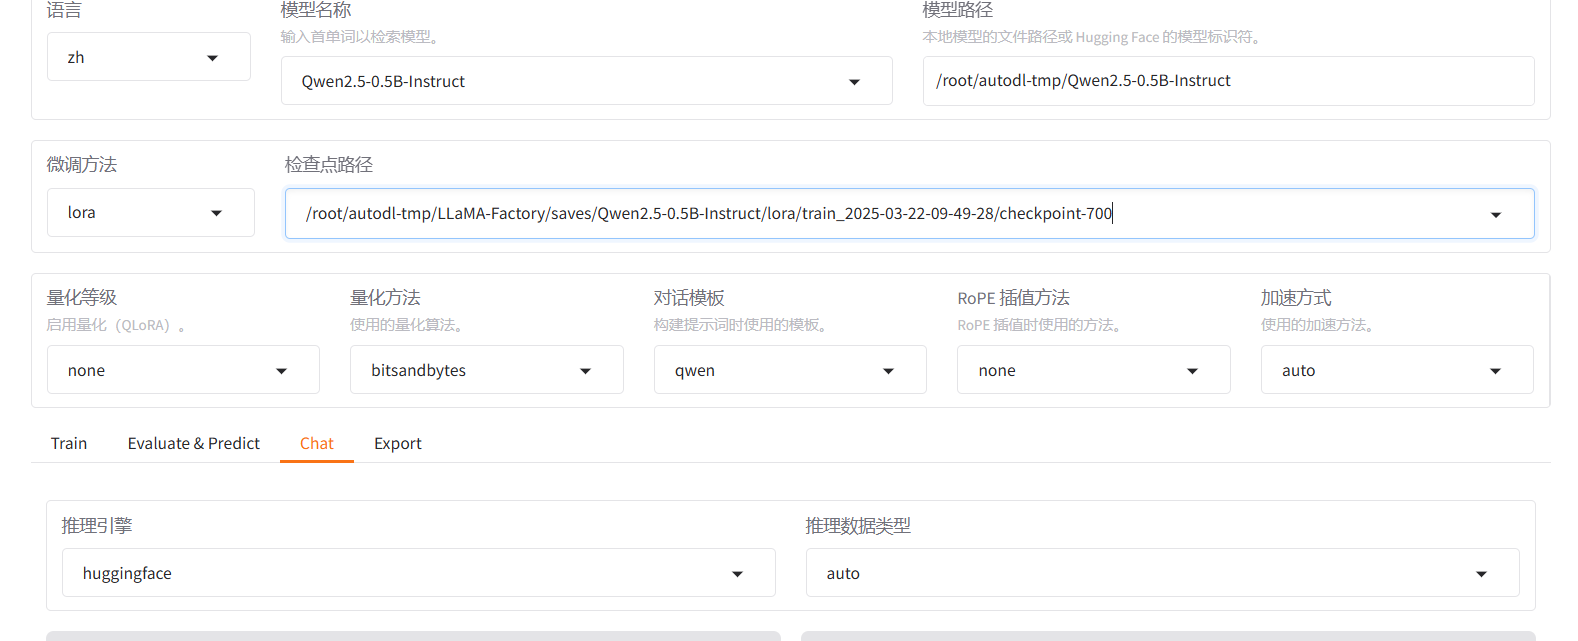 语言
模型名称
模型路径
输入首单词以检索模型。
本地模型的文件路径或 Hugging Face 的模型标识符。
zh
Qwen2.5-0.5B-Instruct
/root/autodl-tmp/Qwen2.5-0.5B-Instruct
微调方法
检查点路径
lora
/root/autodl-tmp/LLaMA-Factory/saves/Qwen2.5-0.5B-Instruct/lora/train_2025-03-22-09-49-28/checkpoint-700
量化等级
量化方法
对话模板
RoPE 插值方法
加速方式
启用量化（QLoRA）。
使用的量化算法。
构建提示词时使用的模板。
RoPE 插值时使用的方法。
使用的加速方法。
none
bitsandbytes
qwen
none
auto
Train
Evaluate & Predict
Chat
Export
推理引擎
推理数据类型
huggingface
auto